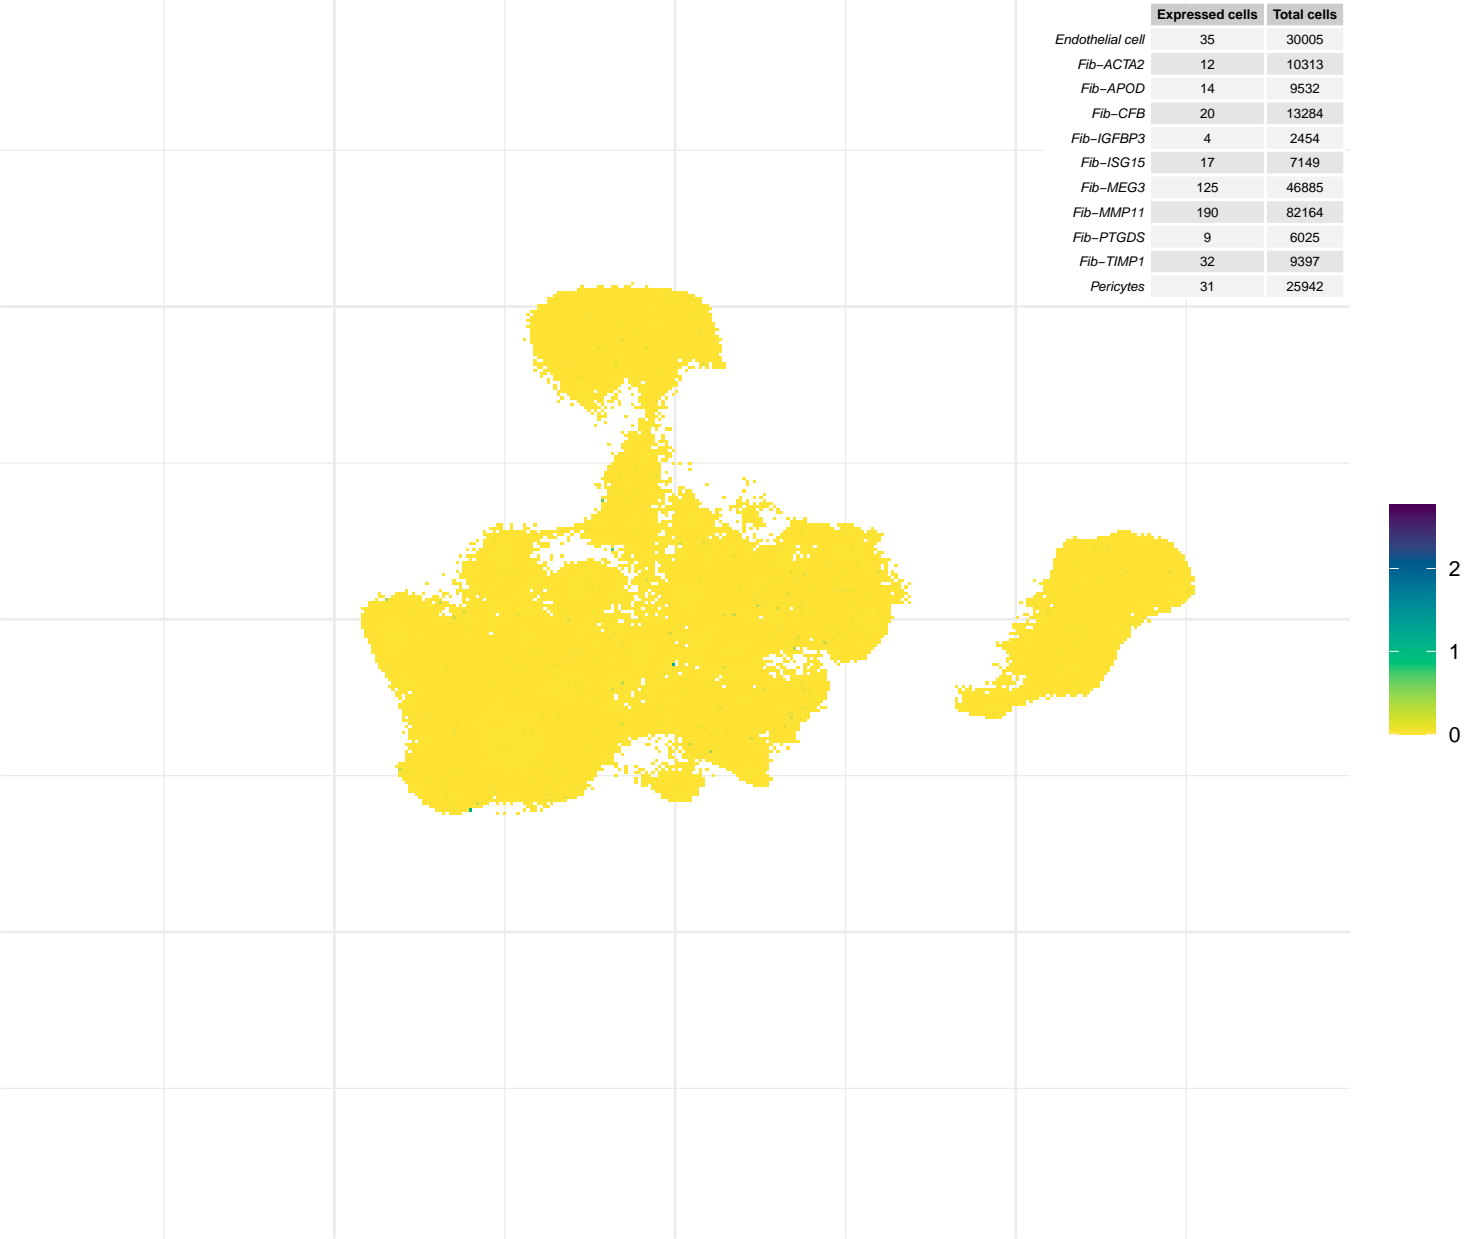 Expressed cells Total cells
Endothelial cell 35 30005
Fib−ACTA2 12 10313
Fib−APOD 14 9532
Fib−CFB 20 13284
Fib−IGFBP3 4 2454
Fib−ISG15 17 7149
Fib−MEG3 125 46885
Fib−MMP11 190 82164
Fib−PTGDS 9 6025
Fib−TIMP1 32 9397
Pericytes 31 25942
2
1
0